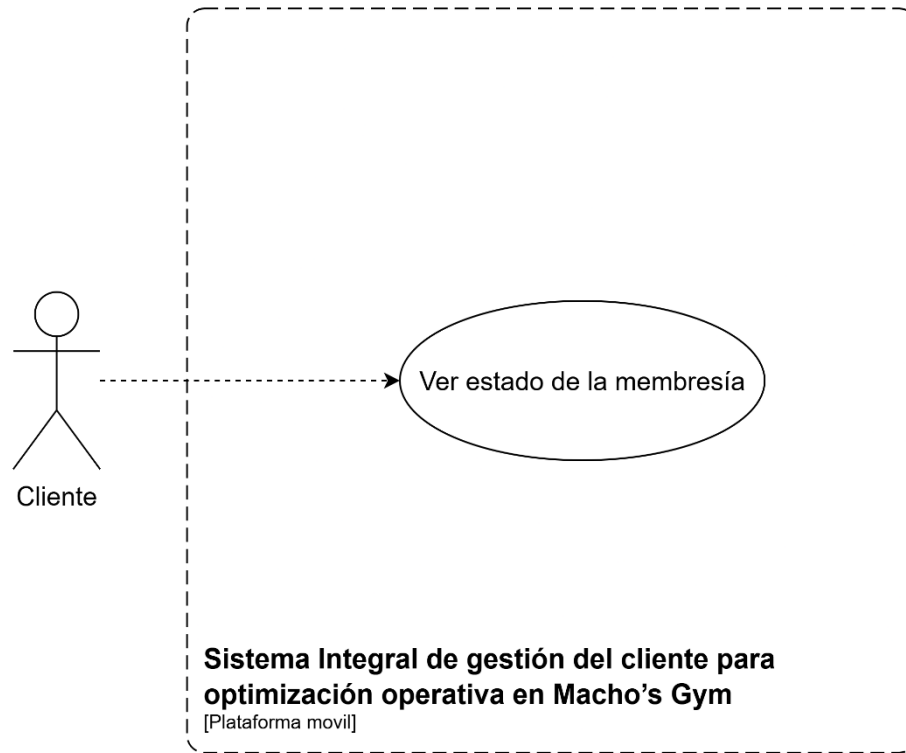 Ver estado de la membresía
Cliente
Sistema Integral de gestión del cliente para
optimización operativa en Macho's Gym
[Plataforma movil]